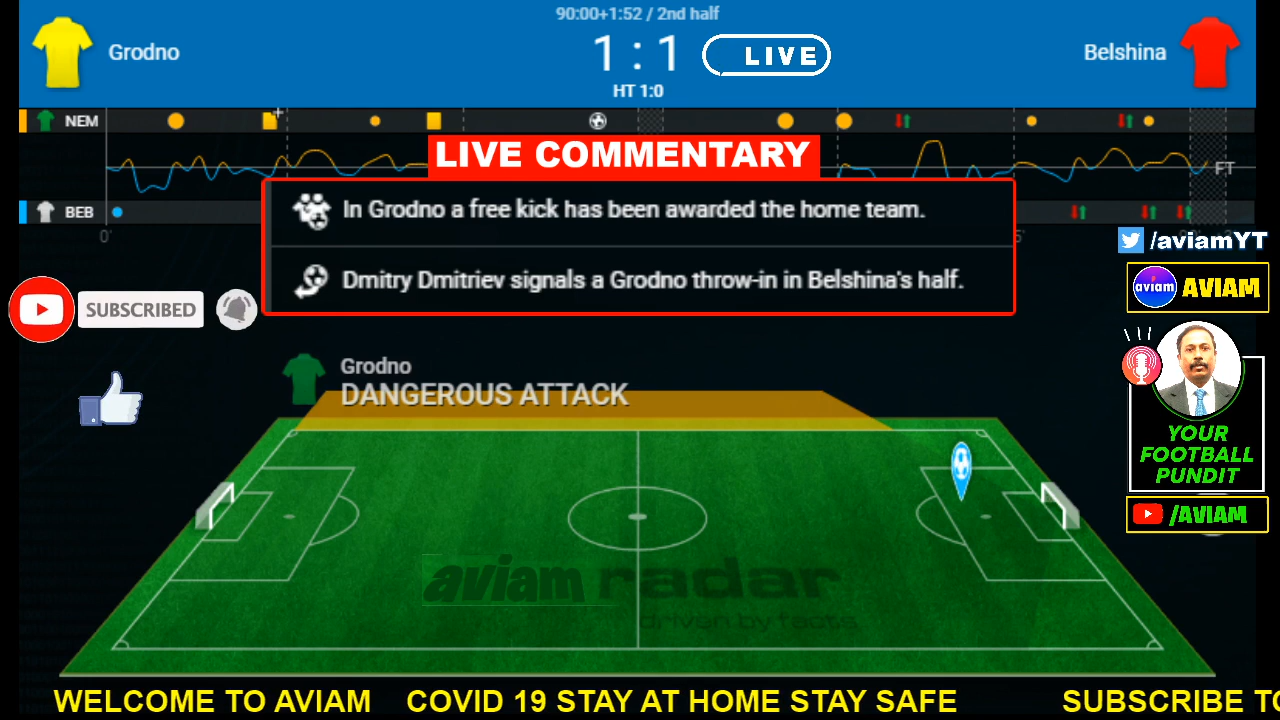 90:00+1:52 / 2nd half
Grodno
1 : 1
LIVE
Belshina
HT 1:0
NEM
LIVE COMMENTARY
FT
In Grodno a free kick has been awarded the home team.
BEB
0'
/aviamYT
Dmitry Dmitriev signals a Grodno throw-in in Belshina's half.
aviam AVIAM
SUBSCRIBED
Grodno
DANGEROUS ATTACK
YOUR
FOOTBALL
PUNDIT
/AVIAM
aviam radar
driven by facts
WELCOME TO AVIAM COVID 19 STAY AT HOME STAY SAFE SUBSCRIBE TO